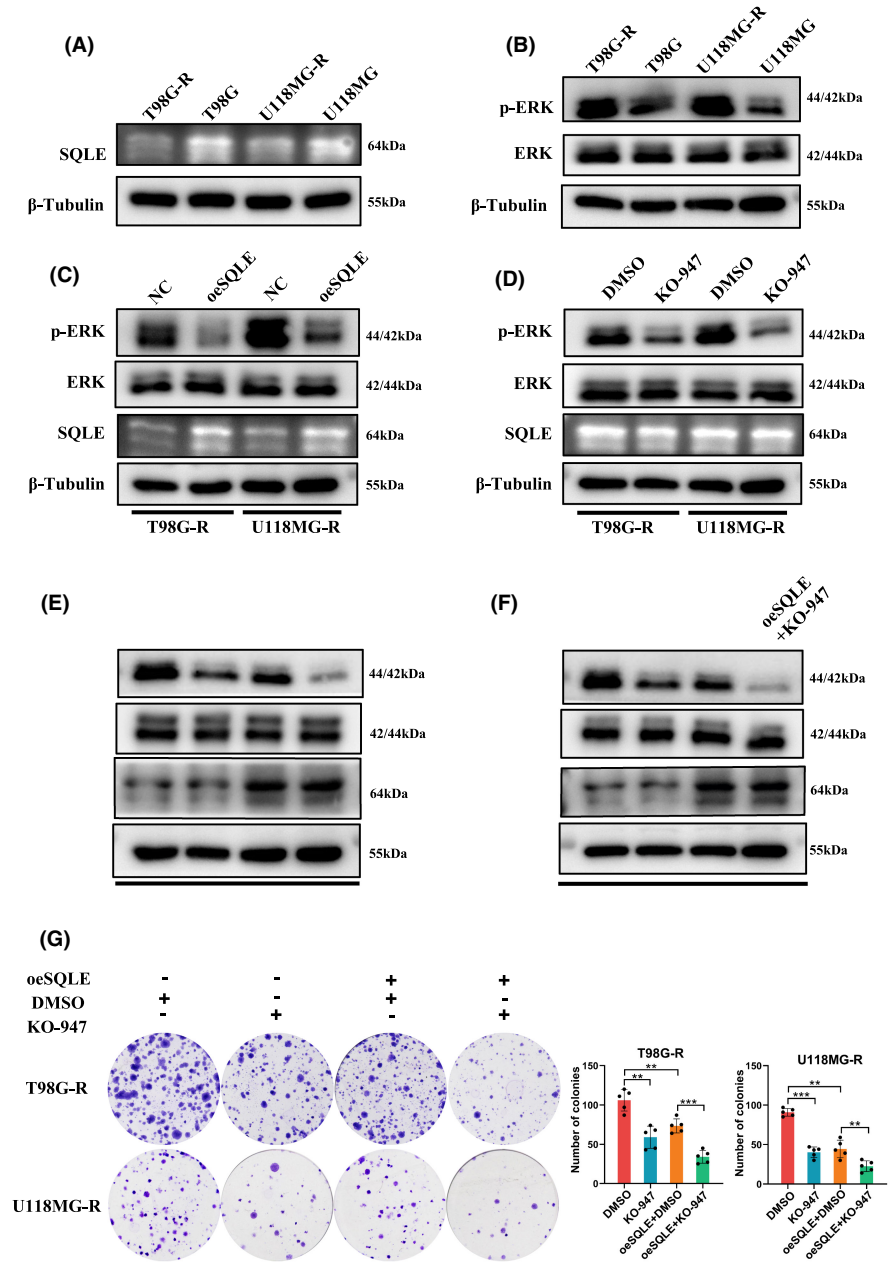 (A)
T98G-R T98G U118MG-R U118MG
SQLE 64kDa
β-Tubulin 55kDa
(B)
T98G-R T98G U118MG-R U118MG
p-ERK 44/42kDa
ERK 42/44kDa
β-Tubulin 55kDa
(C)
NC oeSQLE NC oeSQLE
p-ERK 44/42kDa
ERK 42/44kDa
SQLE 64kDa
β-Tubulin 55kDa
T98G-R U118MG-R
(D)
DMSO KO-947 DMSO KO-947
p-ERK 44/42kDa
ERK 42/44kDa
SQLE 64kDa
β-Tubulin 55kDa
T98G-R U118MG-R
(E)
44/42kDa
42/44kDa
64kDa
55kDa
(F)
oeSQLE
+KO-947
44/42kDa
42/44kDa
64kDa
55kDa
(G)
oeSQLE - - + +
DMSO + - + -
KO-947 - + - +
T98G-R
U118MG-R
T98G-R
Number of colonies
150
100
50
0
** ** ***
DMSO KO-947 oeSQLE+DMSO oeSQLE+KO-947
U118MG-R
Number of colonies
150
100
50
0
** *** **
DMSO KO-947 oeSQLE+DMSO oeSQLE+KO-947